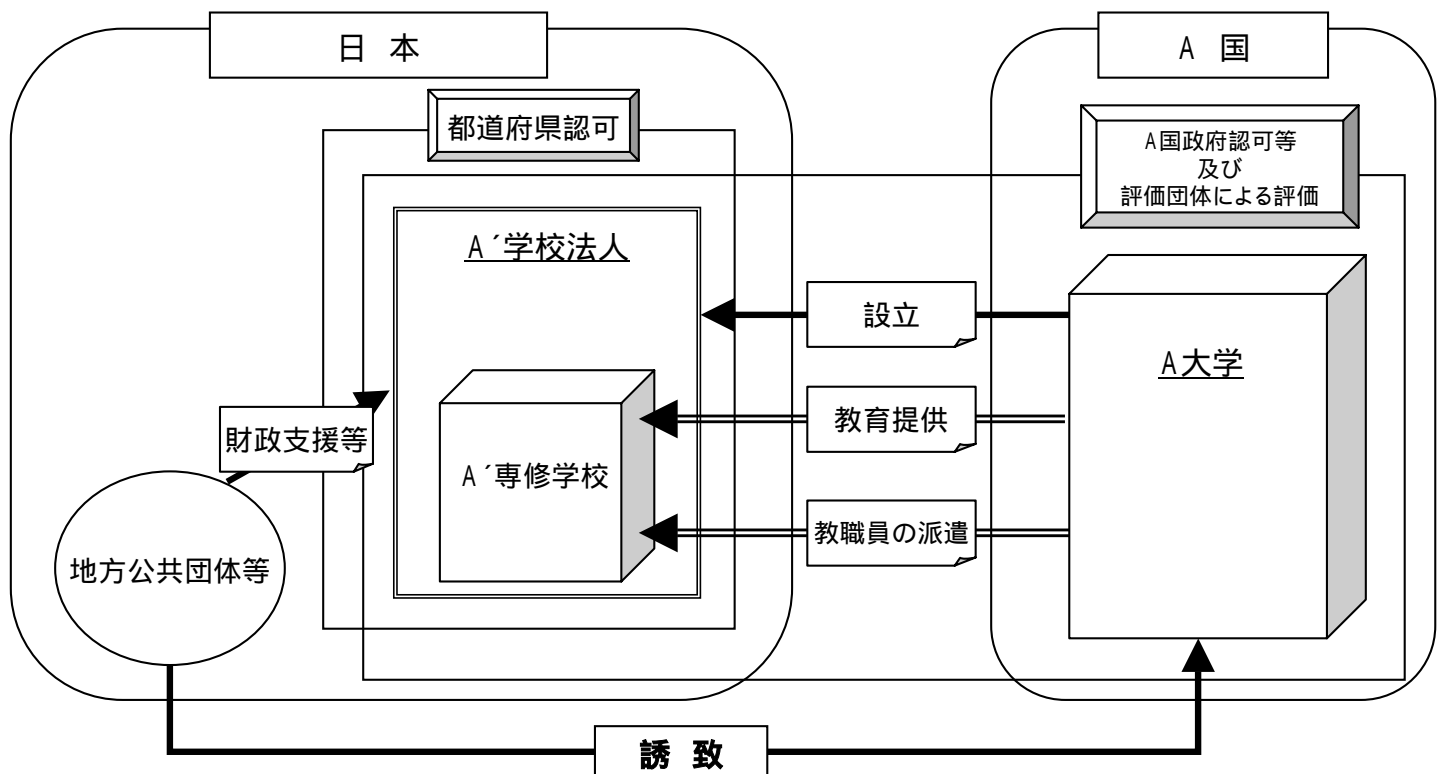 日 本
A 国
都道府県認可
A国政府認可等
及び
評価団体による評価
A´学校法人
設立
A大学
教育提供
財政支援等
A´専修学校
教職員の派遣
地方公共団体等
誘 致